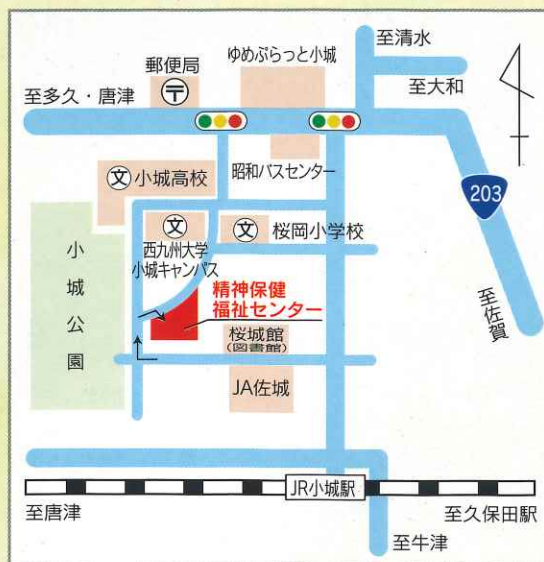 至清水
ゆめぷらっと小城
郵便局
〒
至大和
至多久・唐津
昭和バスセンター
文 小城高校
203
文
西九州大学
小城キャンパス
文 桜岡小学校
小城公園
精神保健
福祉センター
至佐賀
桜城館
(図書館)
JA佐城
JR小城駅
至唐津
至久保田駅
至牛津